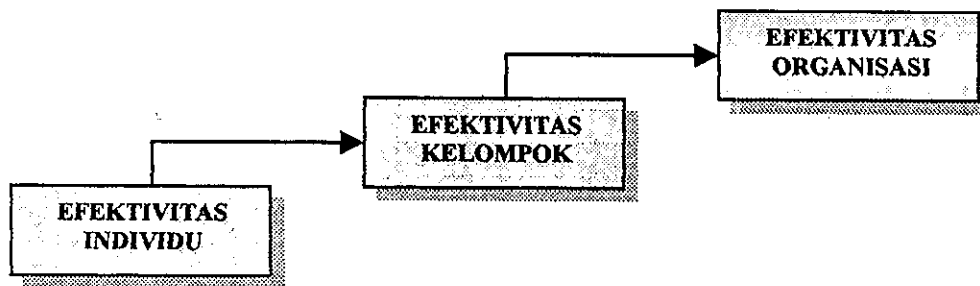 EFEKTIVITAS
ORGANISASI
EFEKTIVITAS
KELOMPOK
EFEKTIVITAS
INDIVIDU